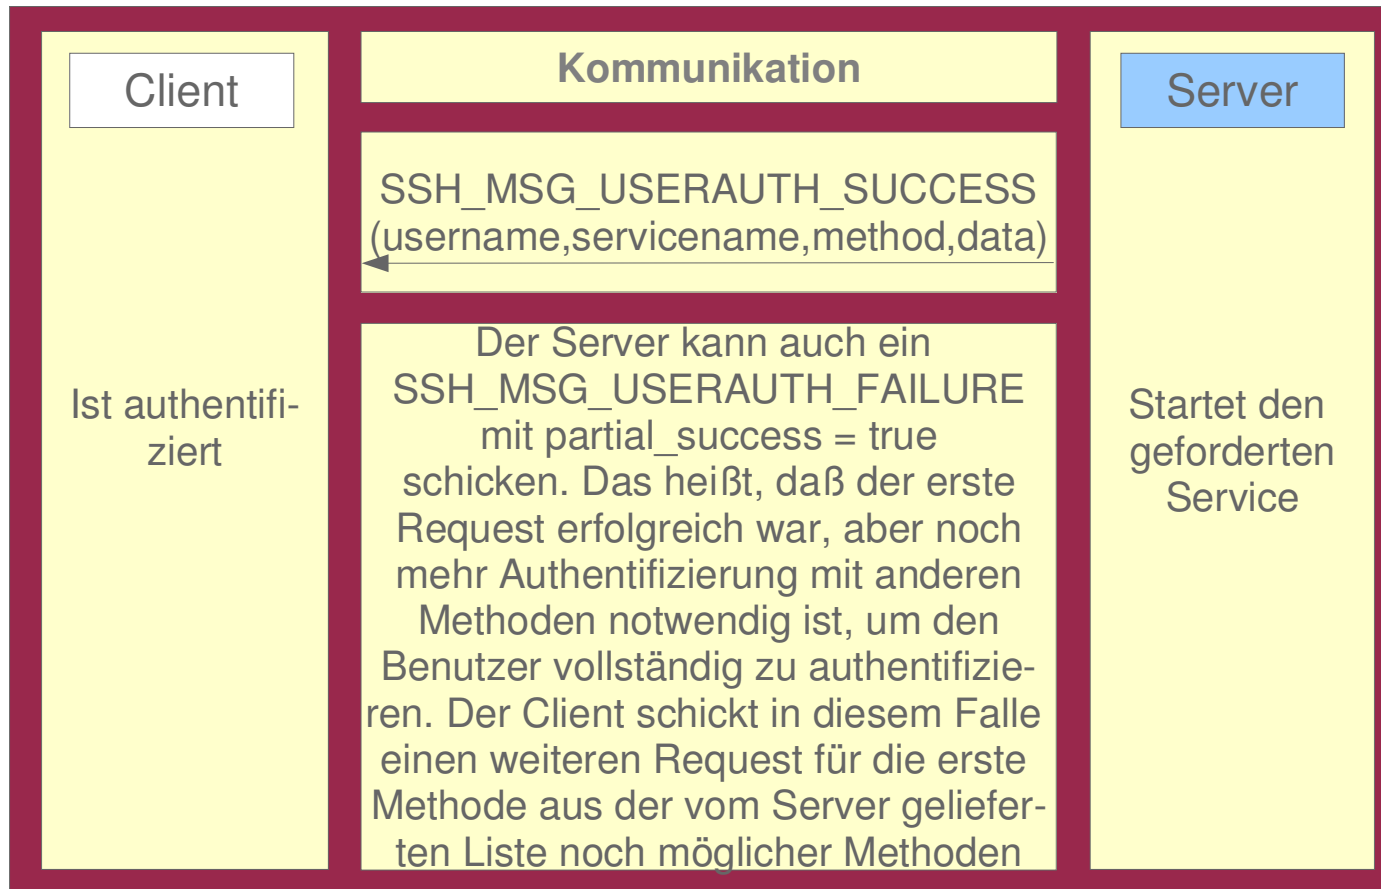 Client
Kommunikation
Server
SSH_MSG_USERAUTH_SUCCESS
(username,servicename,method,data)
Ist authentifi-
ziert
Der Server kann auch ein
SSH_MSG_USERAUTH_FAILURE
mit partial_success = true
schicken. Das heißt, daß der erste
Request erfolgreich war, aber noch
mehr Authentifizierung mit anderen
Methoden notwendig ist, um den
Benutzer vollständig zu authentifizie-
ren. Der Client schickt in diesem Falle
einen weiteren Request für die erste
Methode aus der vom Server geliefer-
ten Liste noch möglicher Methoden
Startet den
geforderten
Service